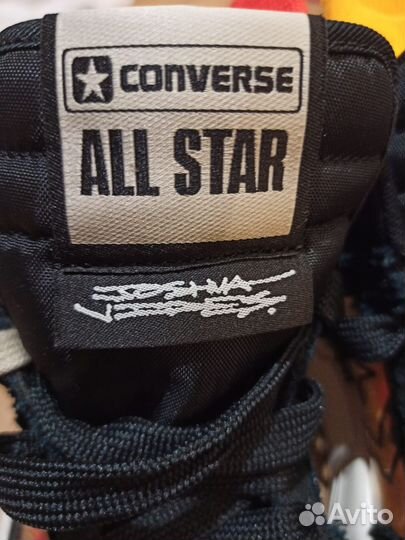 CONVERSE
ALL STAR
JOSHUA
VIDES.
Avito